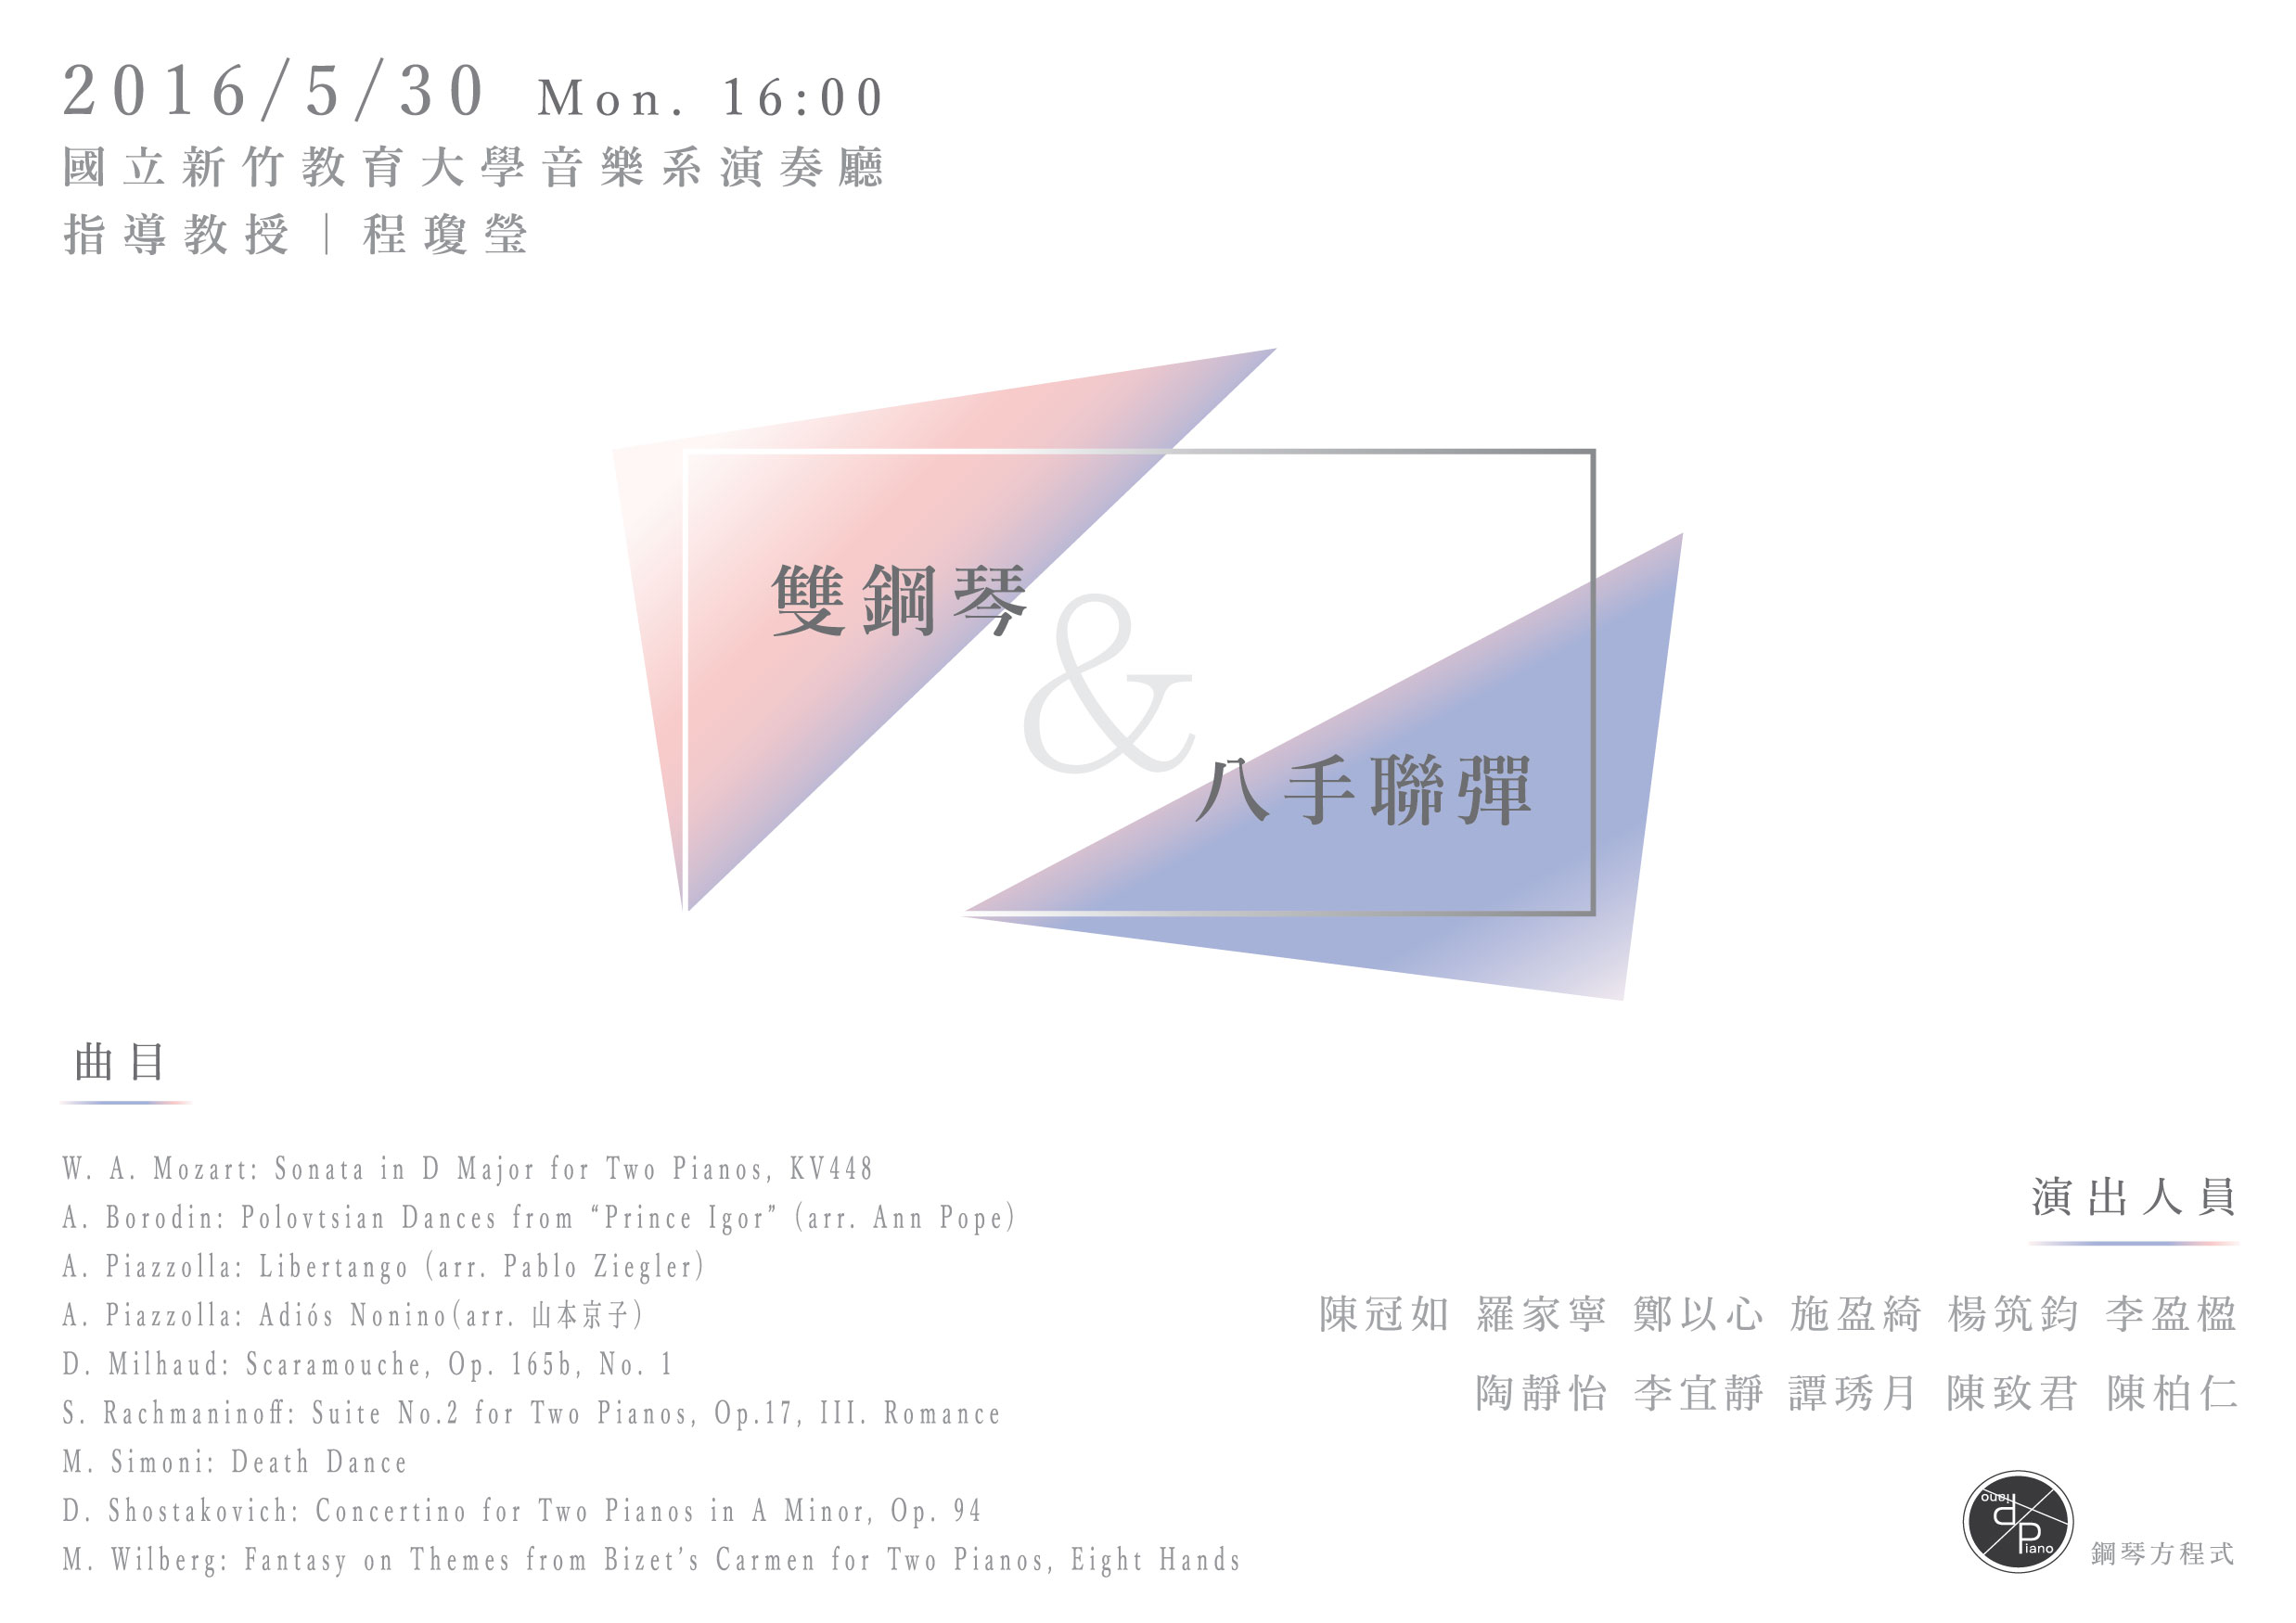 2016/5/30 Mon. 16:00
國立新竹教育大學音樂系演奏廳
指導教授｜程瓊瑩
雙鋼琴
&
八手聯彈
曲目
W. A. Mozart: Sonata in D Major for Two Pianos, KV448
A. Borodin: Polovtsian Dances from “Prince Igor” (arr. Ann Pope)
A. Piazzolla: Libertango (arr. Pablo Ziegler)
A. Piazzolla: Adiós Nonino(arr. 山本京子)
D. Milhaud: Scaramouche, Op. 165b, No. 1
S. Rachmaninoff: Suite No.2 for Two Pianos, Op.17, III. Romance
M. Simoni: Death Dance
D. Shostakovich: Concertino for Two Pianos in A Minor, Op. 94
M. Wilberg: Fantasy on Themes from Bizet’s Carmen for Two Pianos, Eight Hands
演出人員
陳冠如 羅家寧 鄭以心 施盈綺 楊筑鈞 李盈楹
陶靜怡 李宜靜 譚琇月 陳致君 陳柏仁
Piano
Piano
鋼琴方程式